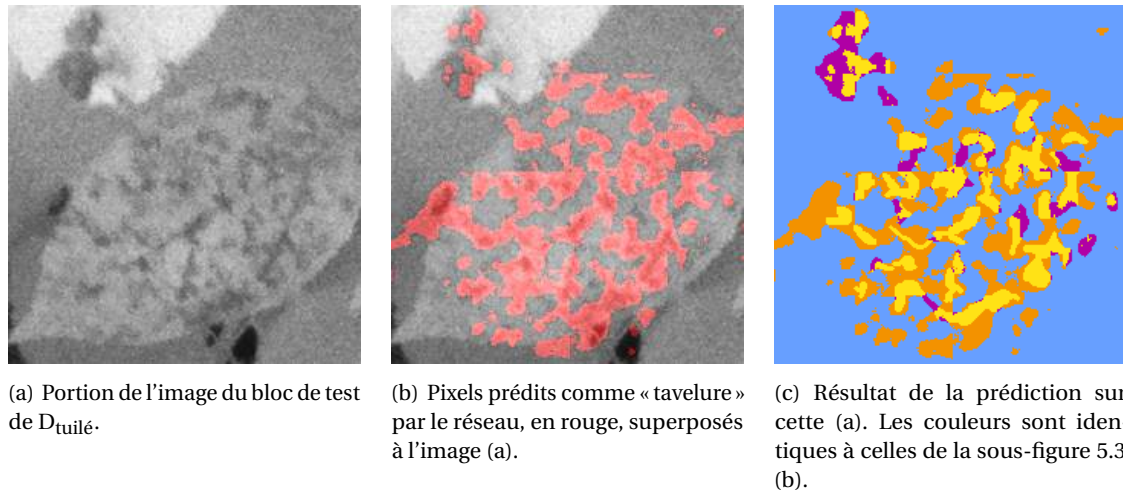 (a) Portion de l'image du bloc de test
de Dtuilé.
(b) Pixels prédits comme « tavelure »
par le réseau, en rouge, superposés
à l'image (a).
(c) Résultat de la prédiction sur
cette (a). Les couleurs sont iden-
tiques à celles de la sous-figure 5.3
(b).